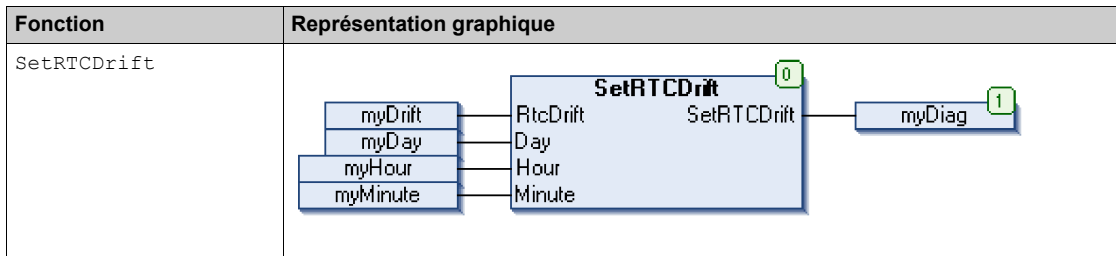 Fonction Représentation graphique
SetRTCDrift
0
SetRTCDrift
myDrift RtcDrift SetRTCDrift myDiag 1
myDay Day
myHour Hour
myMinute Minute